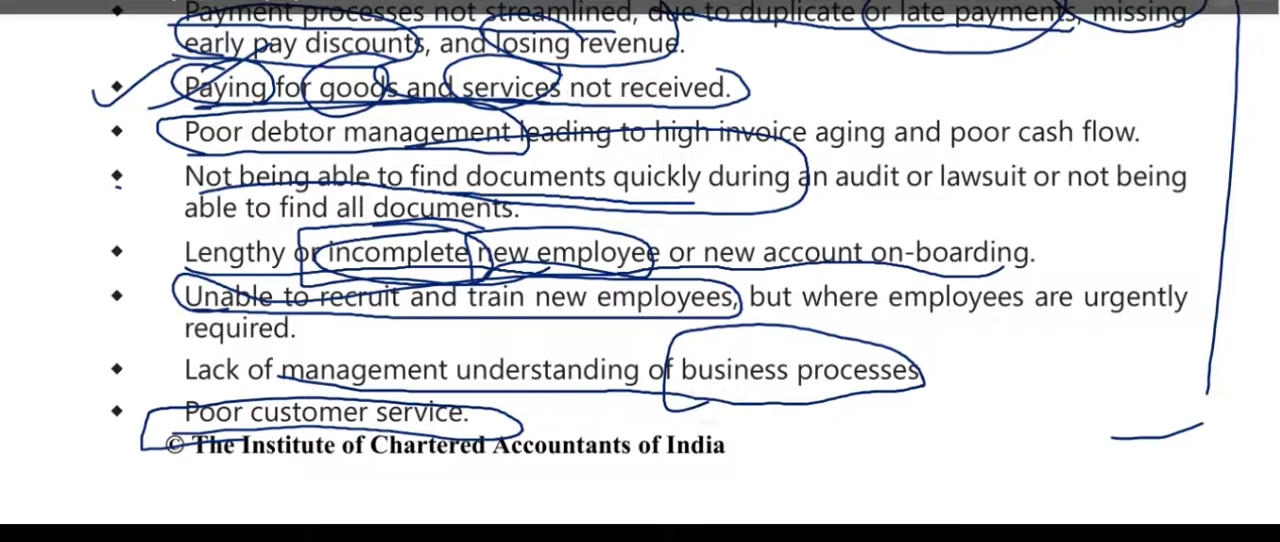 Payment processes not streamlined, due to duplicate or late payments, missing
early pay discounts, and losing revenue.
◆ Paying for goods and services not received.
◆ Poor debtor management leading to high invoice aging and poor cash flow.
◆ Not being able to find documents quickly during an audit or lawsuit or not being
able to find all documents.
◆ Lengthy or incomplete new employee or new account on-boarding.
◆ Unable to recruit and train new employees, but where employees are urgently
required.
◆ Lack of management understanding of business processes.
◆ Poor customer service.
© The Institute of Chartered Accountants of India